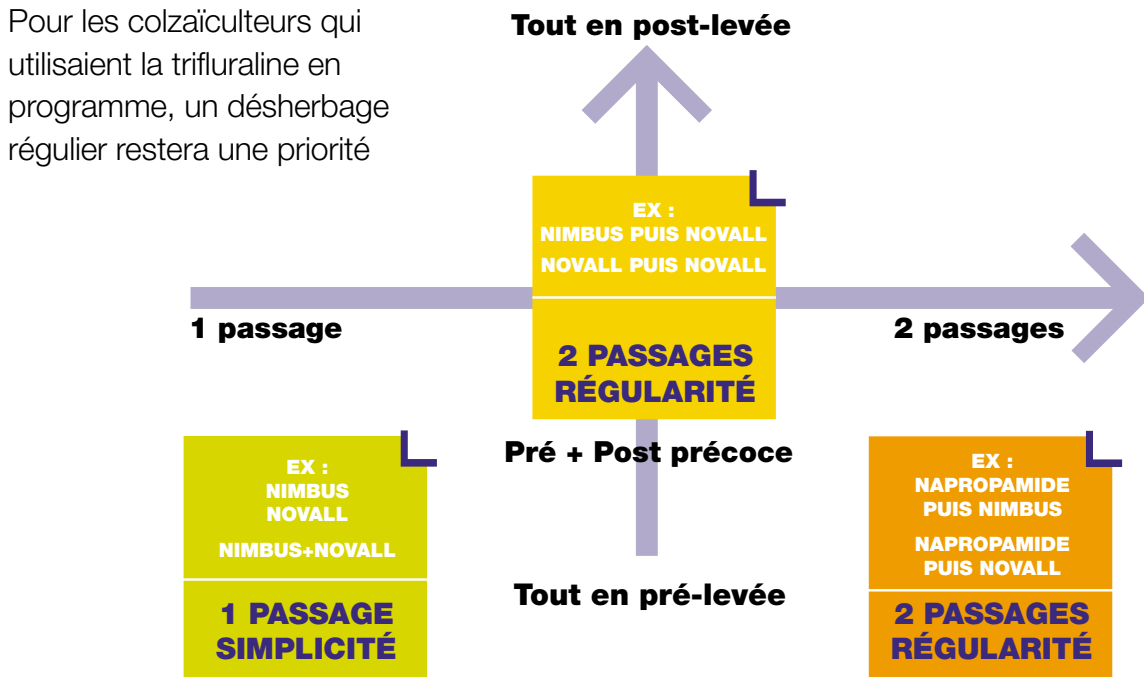 Pour les colzaïculteurs qui
utilisaient la trifluraline en
programme, un désherbage
régulier restera une priorité
Tout en post-levée
EX :
NIMBUS PUIS NOVALL
NOVALL PUIS NOVALL
2 PASSAGES
RÉGULARITÉ
1 passage
2 passages
Pré + Post précoce
EX :
NIMBUS
NOVALL
NIMBUS+NOVALL
1 PASSAGE
SIMPLICITÉ
Tout en pré-levée
EX :
NAPROPAMIDE
PUIS NIMBUS
NAPROPAMIDE
PUIS NOVALL
2 PASSAGES
RÉGULARITÉ